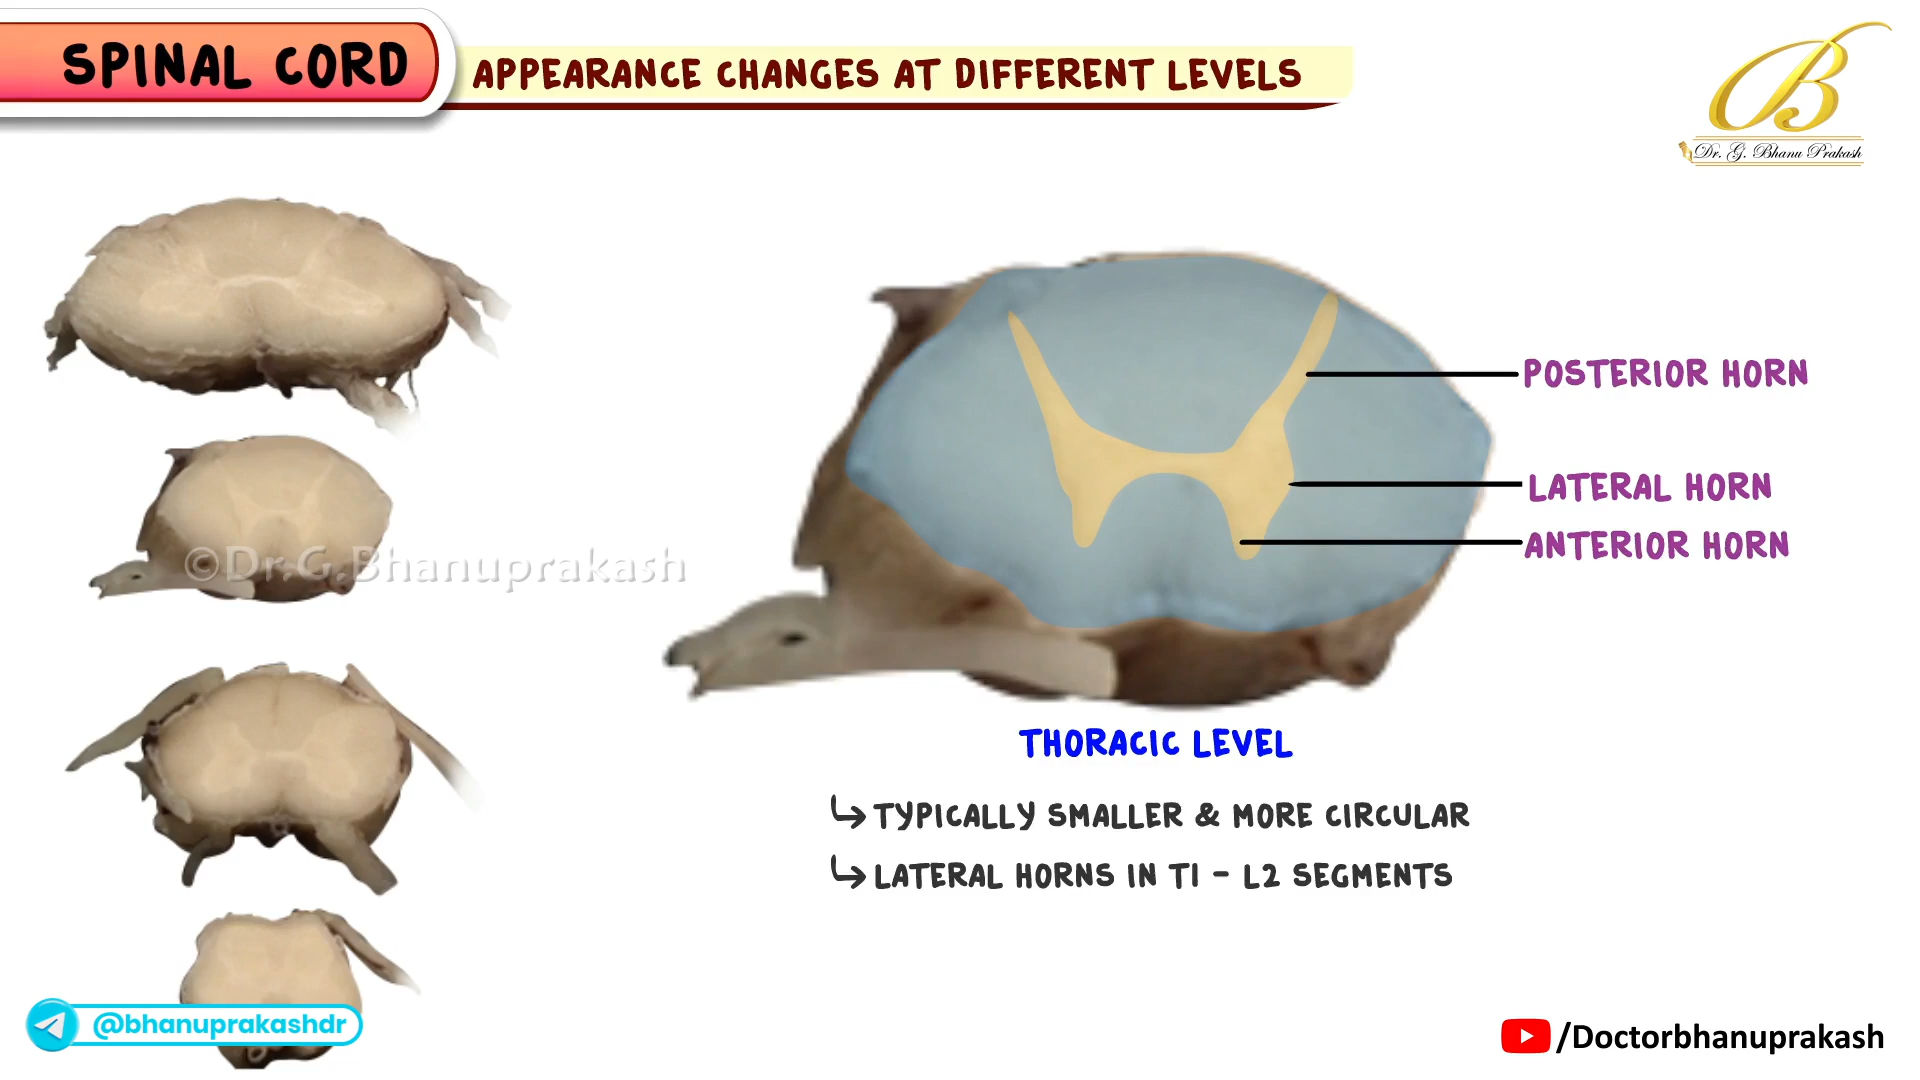 SPINAL CORD
APPEARANCE CHANGES AT DIFFERENT LEVELS
B
Dr. G. Bhanu Prakash
POSTERIOR HORN
LATERAL HORN
ANTERIOR HORN
©Dr.G.Bhanuprakash
THORACIC LEVEL
TYPICALLY SMALLER & MORE CIRCULAR
LATERAL HORNS IN T1 - L2 SEGMENTS
@bhanuprakashdr
/Doctorbhanuprakash